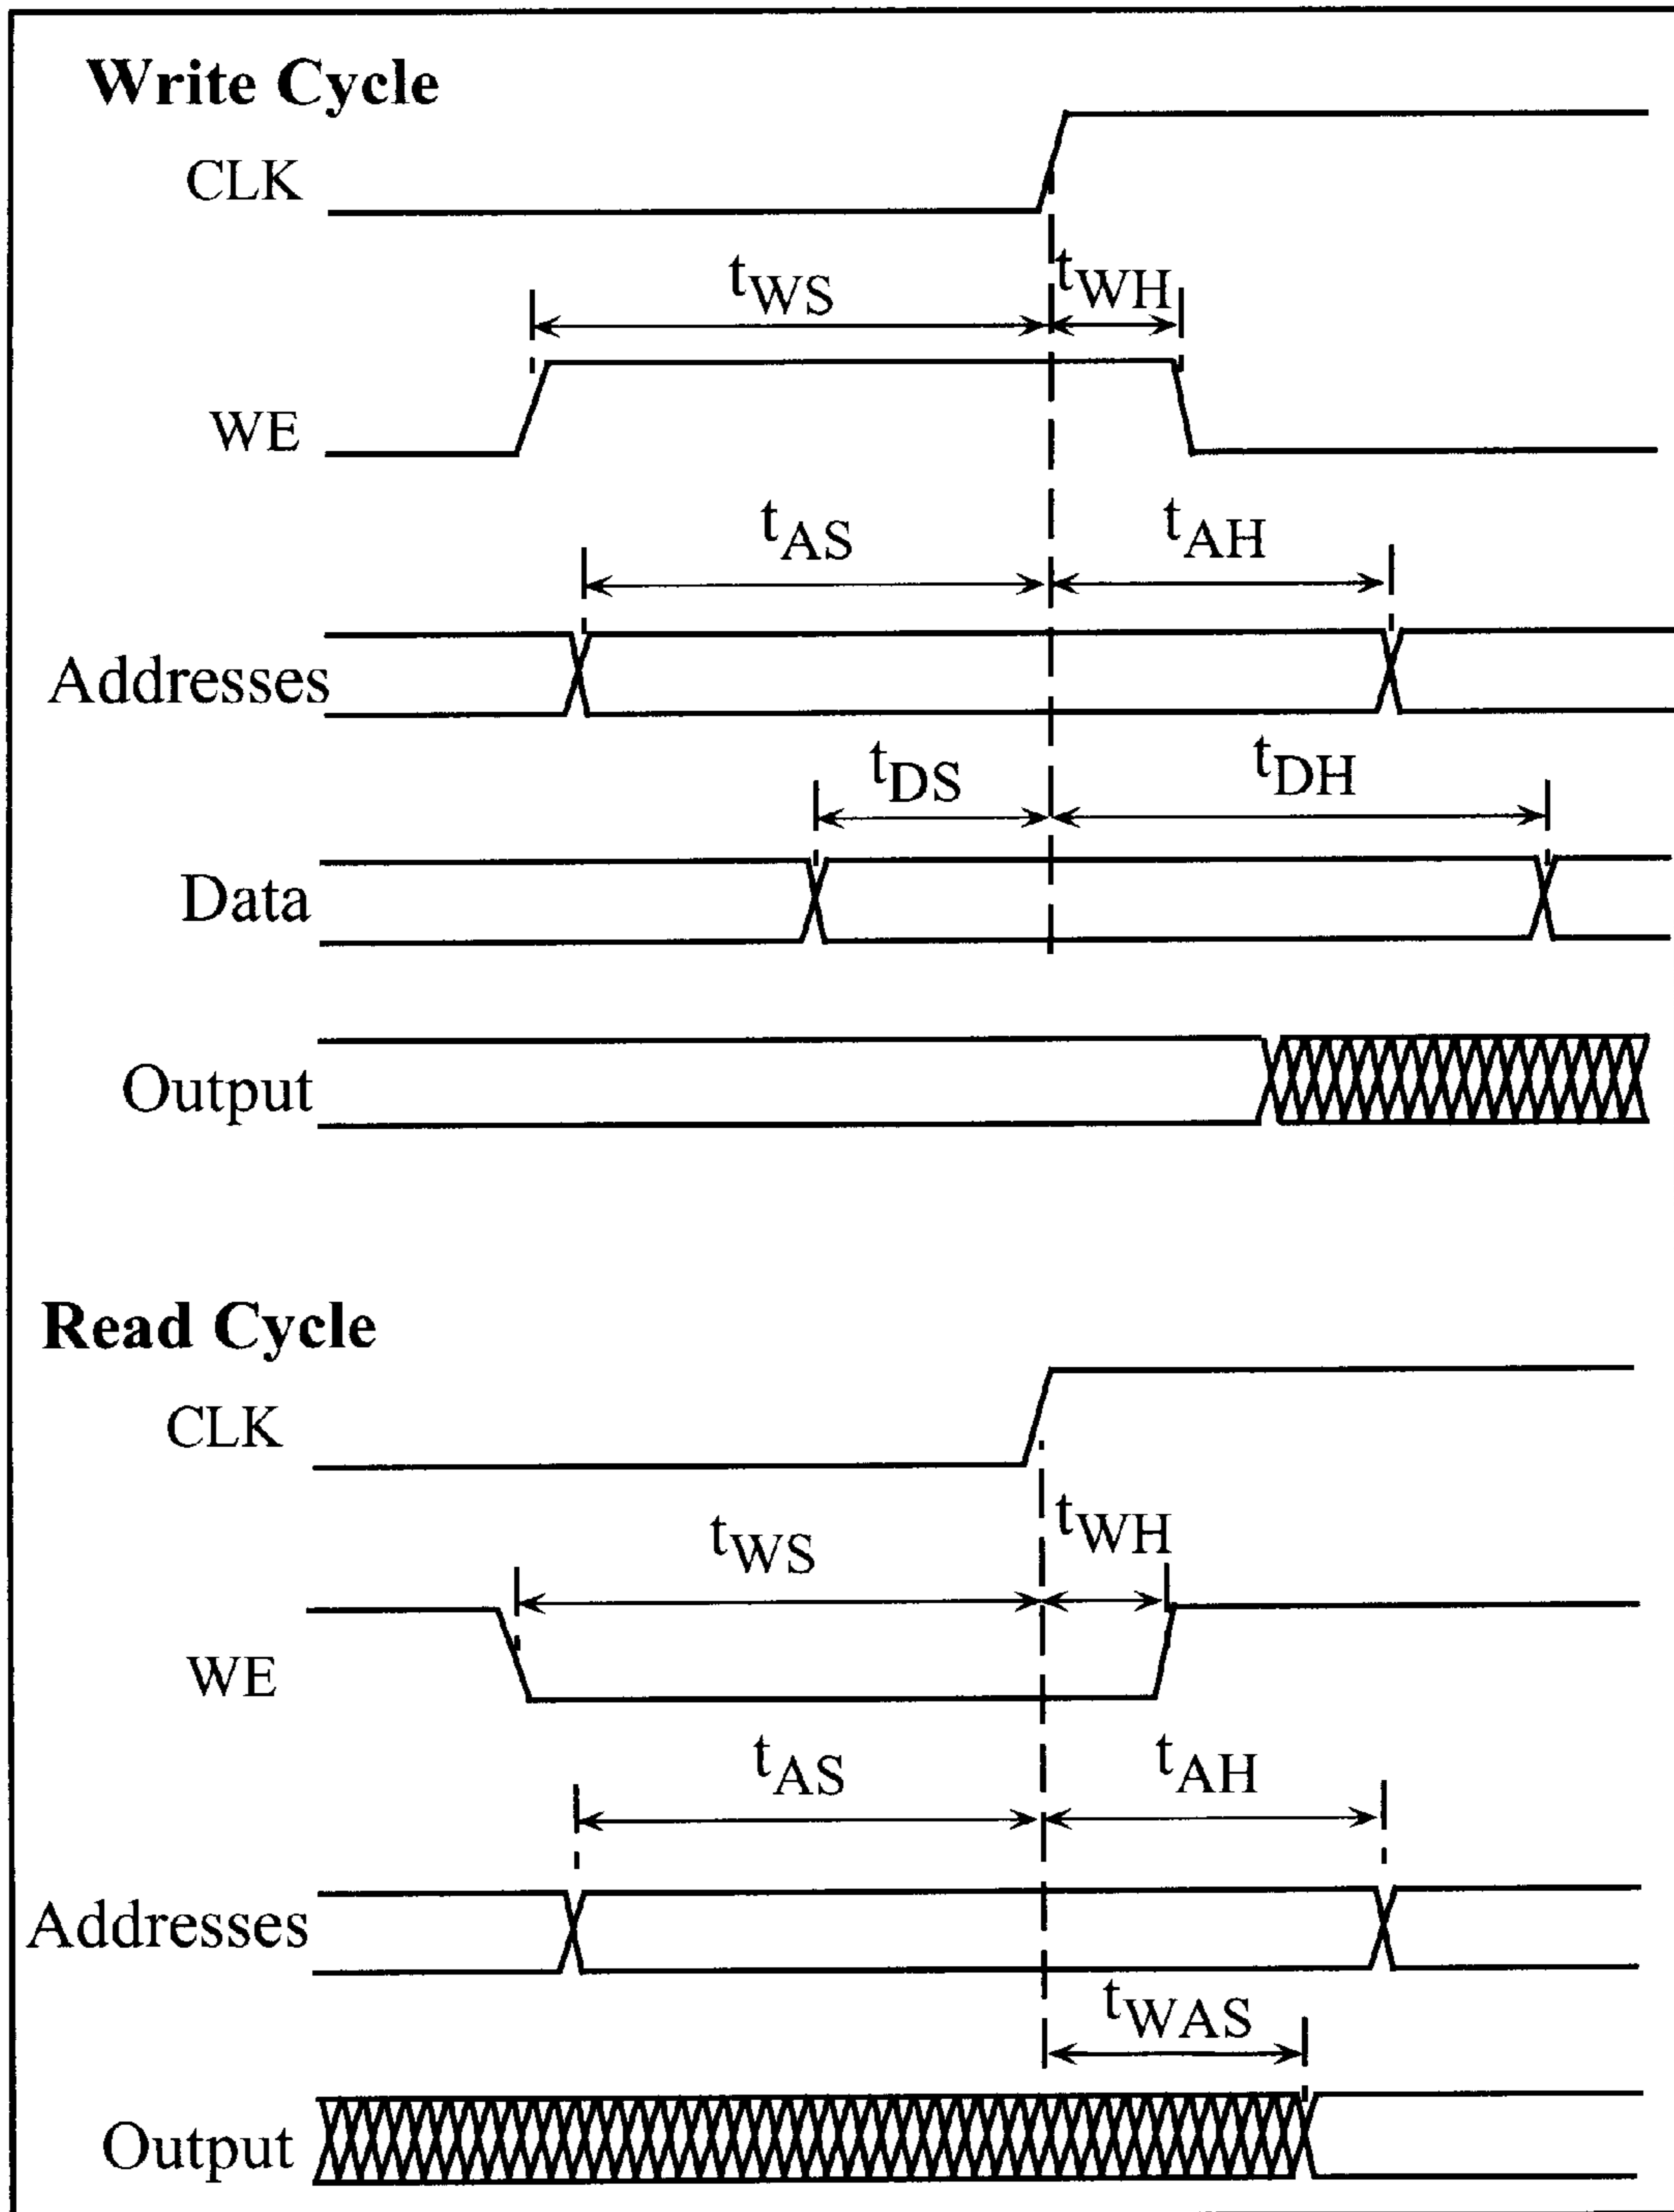 Write Cycle
CLK
tWS
tWH
WE
tAS
tAH
Addresses
tDS
tDH
Data
Output
Read Cycle
CLK
tWS
tWH
WE
tAS
tAH
Addresses
tWAS
Output